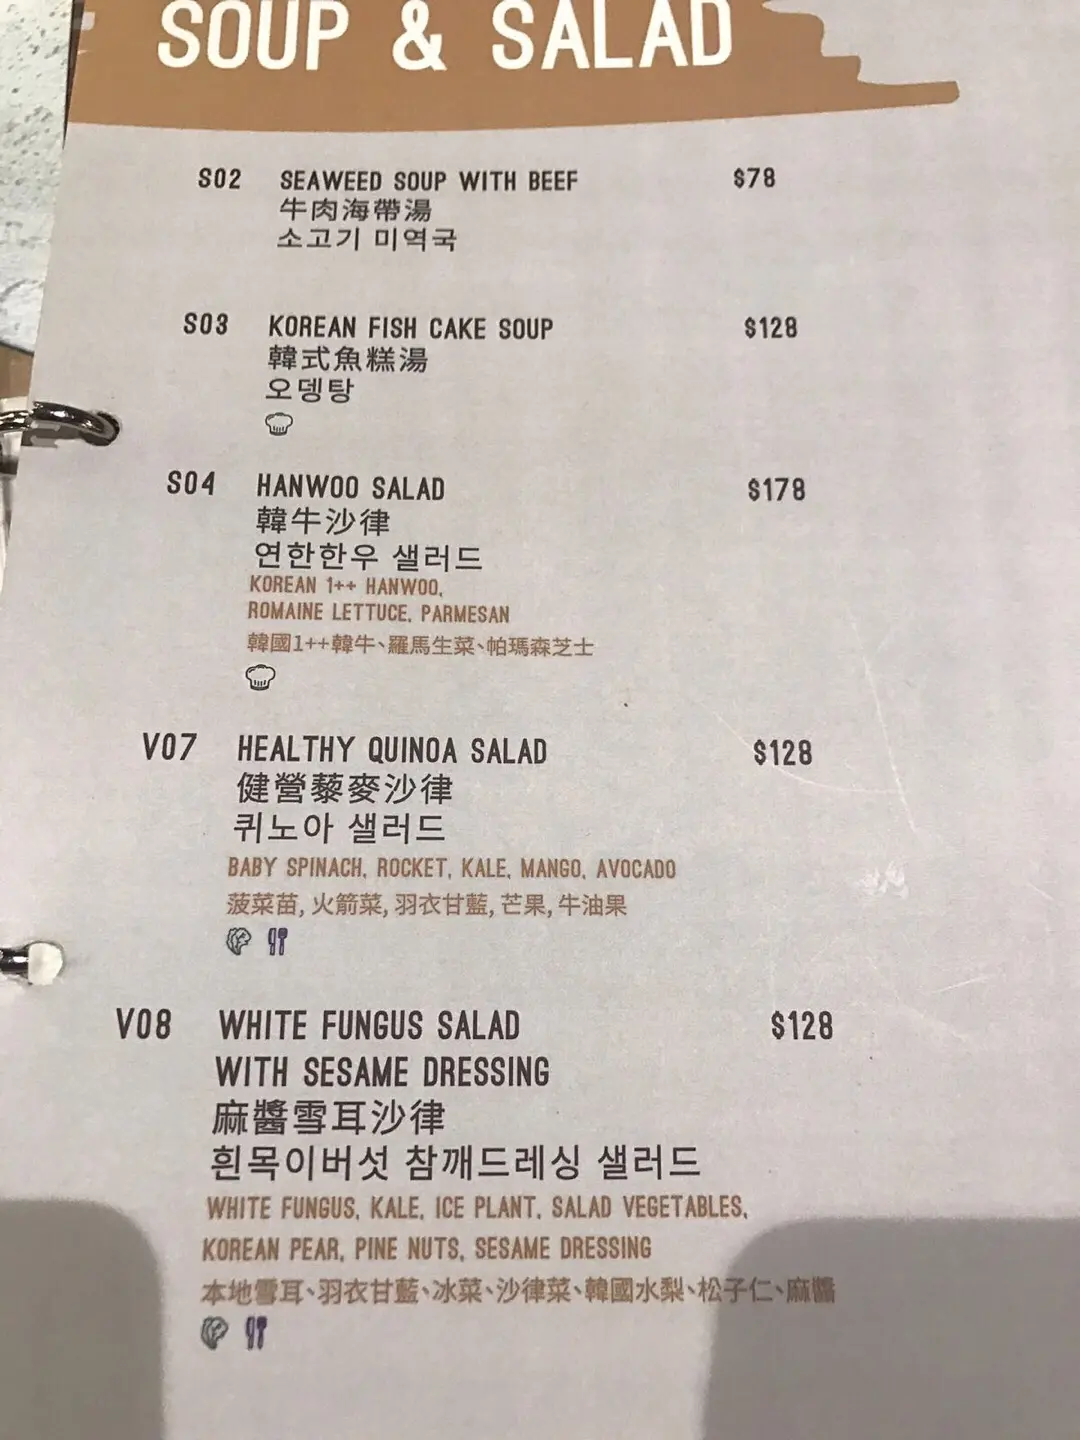 SOUP & SALAD
S02 SEAWEED SOUP WITH BEEF $78
牛肉海帶湯
소고기 미역국
S03 KOREAN FISH CAKE SOUP $128
韓式魚糕湯
오뎅탕
S04 HANWOO SALAD $178
韓牛沙律
연한한우 샐러드
KOREAN 1++ HANWOO,
ROMAINE LETTUCE, PARMESAN
韓國1++韓牛、羅馬生菜、帕瑪森芝士
V07 HEALTHY QUINOA SALAD $128
健營藜麥沙律
퀴노아 샐러드
BABY SPINACH, ROCKET, KALE, MANGO, AVOCADO
菠菜苗, 火箭菜, 羽衣甘藍, 芒果, 牛油果
V08 WHITE FUNGUS SALAD $128
WITH SESAME DRESSING
麻醬雪耳沙律
흰목이버섯 참깨드레싱 샐러드
WHITE FUNGUS, KALE, ICE PLANT, SALAD VEGETABLES,
KOREAN PEAR, PINE NUTS, SESAME DRESSING
本地雪耳、羽衣甘藍、冰菜、沙律菜、韓國水梨、松子仁、麻醬